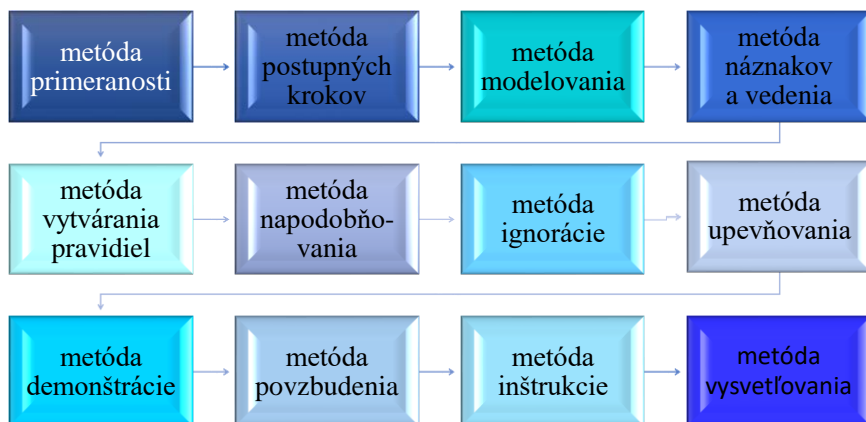 metóda
primeranosti
metóda
postupných
krokov
metóda
modelovania
metóda
náznakov
a vedenia
metóda
vytvárania
pravidiel
metóda
napodobňo-
vania
metóda
ignorácie
metóda
upevňovania
metóda
demonštrácie
metóda
povzbudenia
metóda
inštrukcie
metóda
vysvetľovania